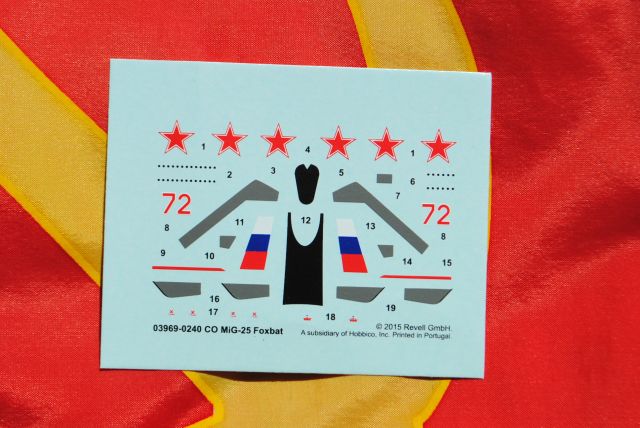 1 4 1
2 3 5 6
7
72 72
8 11 12 13 8
9 10 14 15
16 19
17 18
03969-0240 CO MiG-25 Foxbat
© 2015 Revell GmbH.
A subsidiary of Hobbico, Inc. Printed in Portugal.